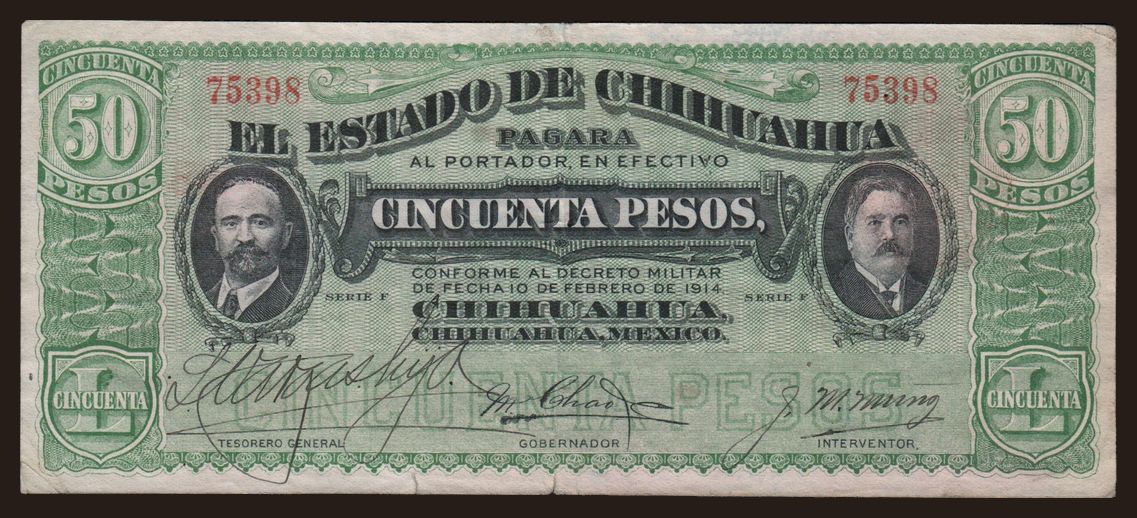 CINCUENTA
50
PESOS
75398
75398
CINCUENTA
50
PESOS
EL ESTADO DE CHIHUAHUA
PAGARA
AL PORTADOR, EN EFECTIVO
CINCUENTA PESOS,
CONFORME AL DECRETO MILITAR
DE FECHA 10 DE FEBRERO DE 1914.
SERIE F
SERIE F
CHIHUAHUA,
CHIHUAHUA, MEXICO.
CINCUENTA PESOS
L
CINCUENTA
L
CINCUENTA
M. Chao
TESORERO GENERAL
GOBERNADOR
INTERVENTOR,